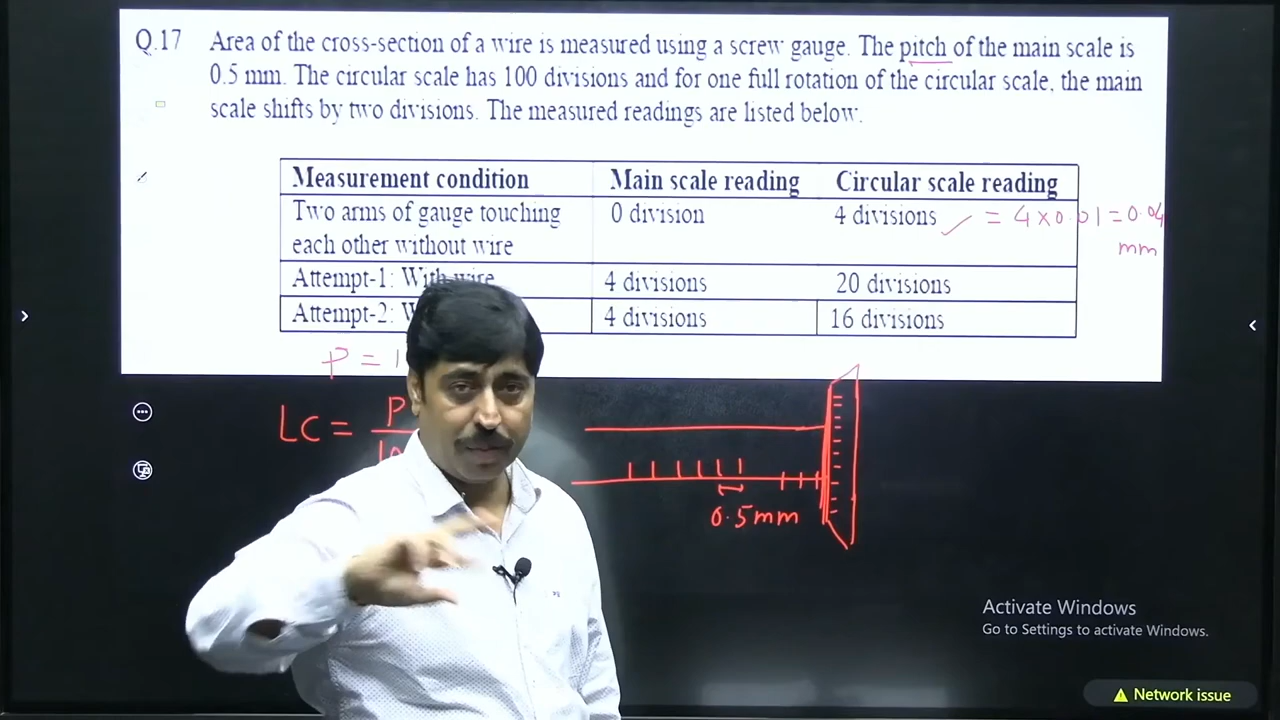 Q.17 Area of the cross-section of a wire is measured using a screw gauge. The pitch of the main scale is
0.5 mm. The circular scale has 100 divisions and for one full rotation of the circular scale, the main
scale shifts by two divisions. The measured readings are listed below.
Measurement condition Main scale reading Circular scale reading
Two arms of gauge touching 0 division 4 divisions = 4 × 0.01 = 0.04
each other without wire mm
Attempt-1: With wire 4 divisions 20 divisions
Attempt-2: 4 divisions 16 divisions
P = 1
LC = P
10
0.5mm
Activate Windows
Go to Settings to activate Windows.
Network issue